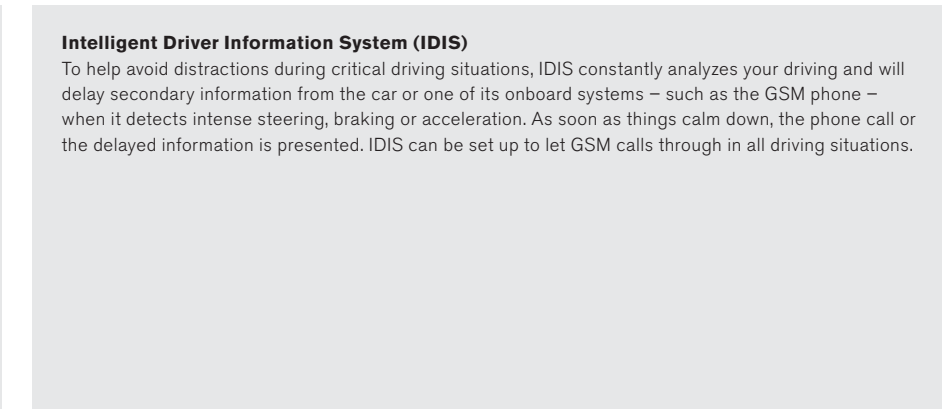 Intelligent Driver Information System (IDIS)
To help avoid distractions during critical driving situations, IDIS constantly analyzes your driving and will
delay secondary information from the car or one of its onboard systems – such as the GSM phone –
when it detects intense steering, braking or acceleration. As soon as things calm down, the phone call or
the delayed information is presented. IDIS can be set up to let GSM calls through in all driving situations.